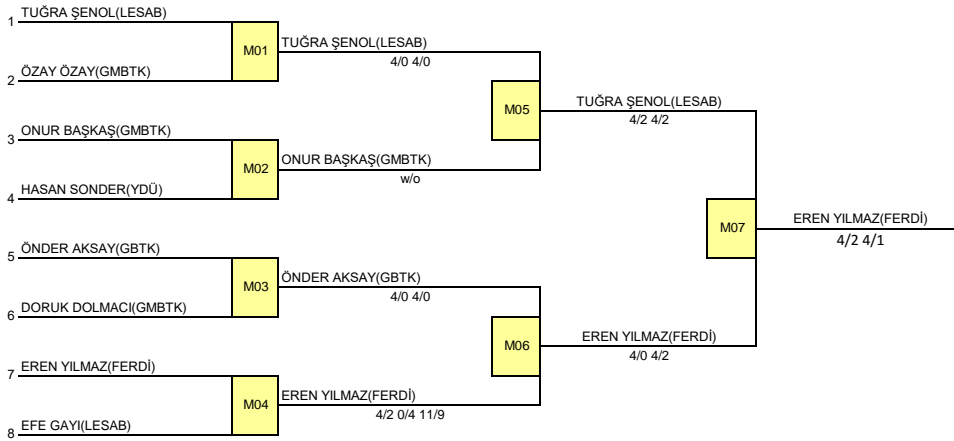 1 TUĞRA ŞENOL(LESAB)
M01
2 ÖZAY ÖZAY(GMBTK)
TUĞRA ŞENOL(LESAB)
4/0 4/0
3 ONUR BAŞKAŞ(GMBTK)
M02
4 HASAN SONDER(YDÜ)
ONUR BAŞKAŞ(GMBTK)
w/o
M05
TUĞRA ŞENOL(LESAB)
4/2 4/2
5 ÖNDER AKSAY(GBTK)
M03
6 DORUK DOLMACI(GMBTK)
ÖNDER AKSAY(GBTK)
4/0 4/0
7 EREN YILMAZ(FERDİ)
M04
8 EFE GAYI(LESAB)
EREN YILMAZ(FERDİ)
4/2 0/4 11/9
M06
EREN YILMAZ(FERDİ)
4/0 4/2
M07
EREN YILMAZ(FERDİ)
4/2 4/1